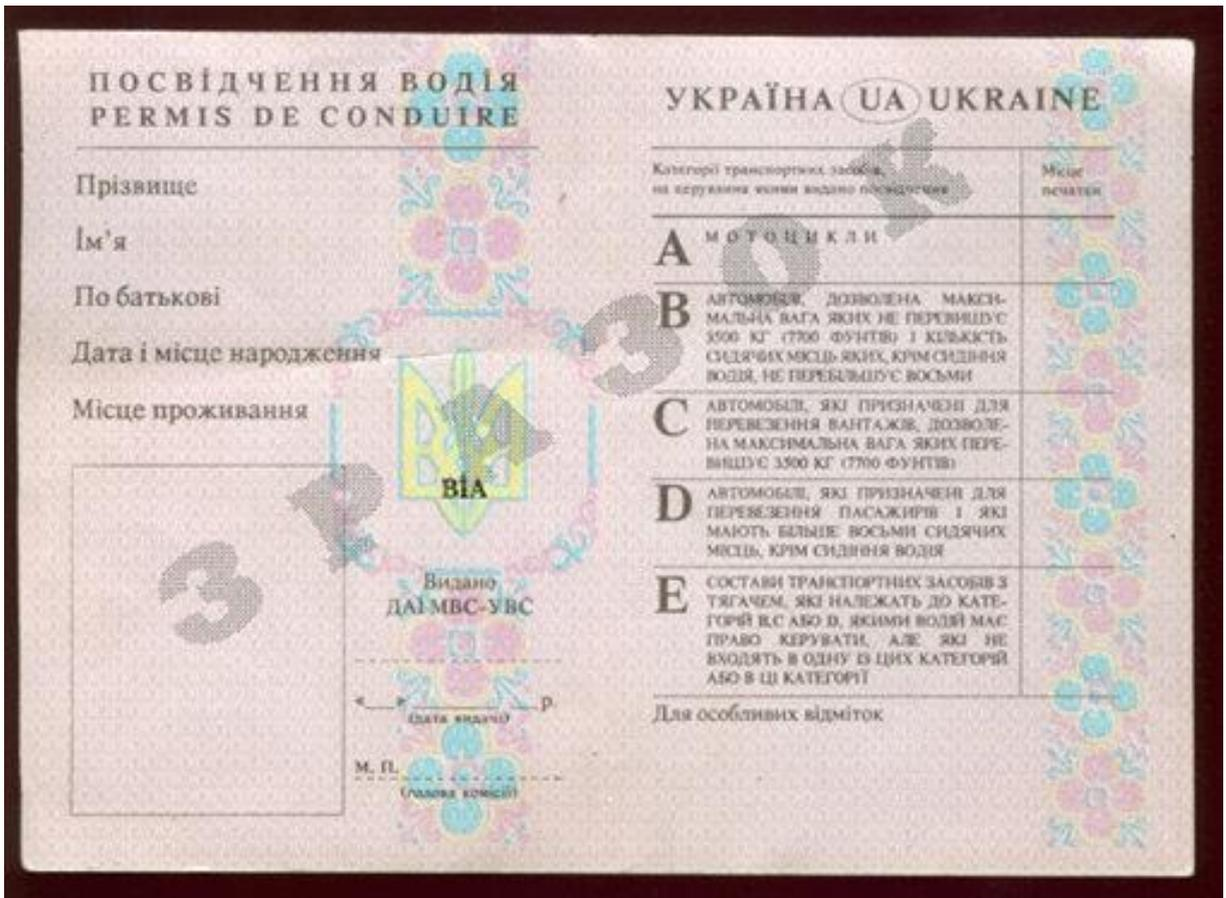 ПОСВІДЧЕННЯ ВОДІЯ
PERMIS DE CONDUIRE
Прізвище
Ім'я
По батькові
Дата і місце народження
Місце проживання
ВІА
Видано
ДАІ МВС-УВС
«__»__________р.
(дата видачі)
М. П.
(голова комісії)
УКРАЇНА UA UKRAINE
Категорії транспортних засобів,
на керування якими видано посвідчення
Місце
печатки
A МОТОЦИКЛИ
B АВТОМОБІЛІ, ДОЗВОЛЕНА МАКСИ-
МАЛЬНА ВАГА ЯКИХ НЕ ПЕРЕВИЩУЄ
3500 КГ (7700 ФУНТІВ) І КІЛЬКІСТЬ
СИДЯЧИХ МІСЦЬ ЯКИХ, КРІМ СИДІННЯ
ВОДІЯ, НЕ ПЕРЕБІЛЬШУЄ ВОСЬМИ
C АВТОМОБІЛІ, ЯКІ ПРИЗНАЧЕНІ ДЛЯ
ПЕРЕВЕЗЕННЯ ВАНТАЖІВ, ДОЗВОЛЕ-
НА МАКСИМАЛЬНА ВАГА ЯКИХ ПЕРЕ-
ВИЩУЄ 3500 КГ (7700 ФУНТІВ)
D АВТОМОБІЛІ, ЯКІ ПРИЗНАЧЕНІ ДЛЯ
ПЕРЕВЕЗЕННЯ ПАСАЖИРІВ І ЯКІ
МАЮТЬ БІЛЬШЕ ВОСЬМИ СИДЯЧИХ
МІСЦЬ, КРІМ СИДІННЯ ВОДІЯ
E СОСТАВИ ТРАНСПОРТНИХ ЗАСОБІВ З
ТЯГАЧЕМ, ЯКІ НАЛЕЖАТЬ ДО КАТЕ-
ГОРІЙ В,С АБО D, ЯКИМИ ВОДІЙ МАЄ
ПРАВО КЕРУВАТИ, АЛЕ ЯКІ НЕ
ВХОДЯТЬ В ОДНУ ІЗ ЦИХ КАТЕГОРІЙ
АБО В ЦІ КАТЕГОРІЇ
Для особливих відміток
ЗРАЗОК